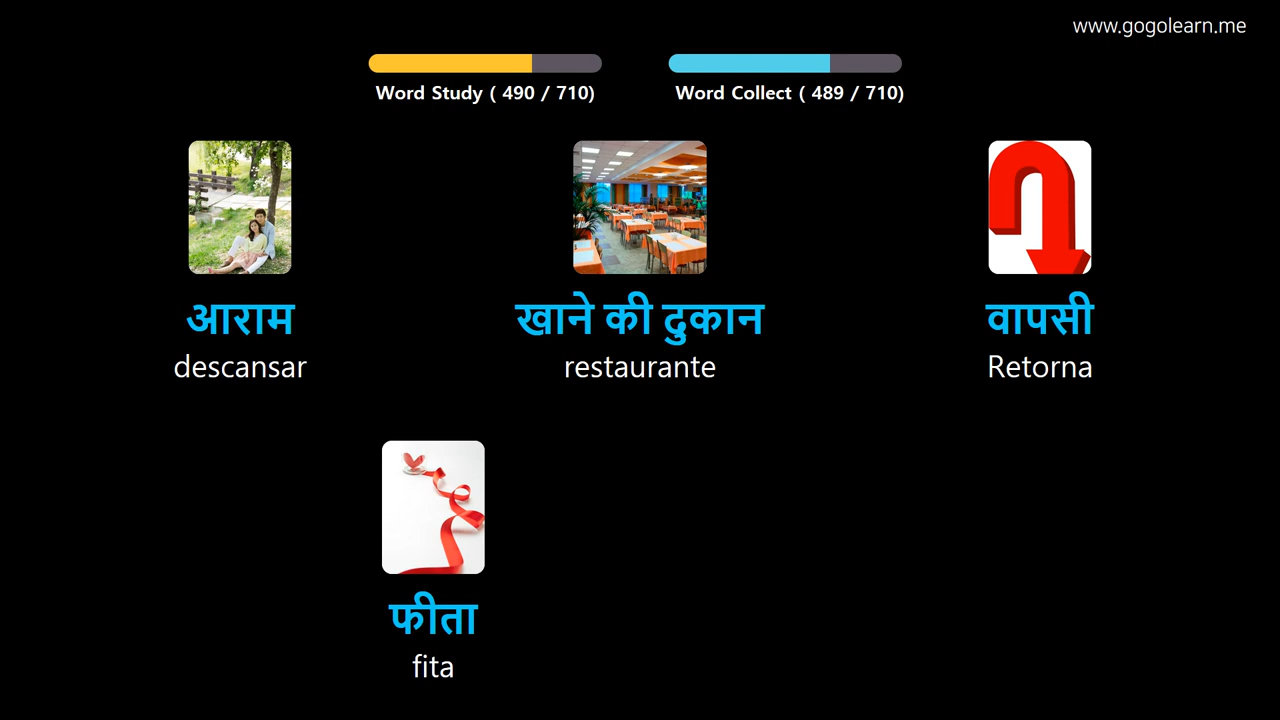 www.gogolearn.me
Word Study ( 490 / 710)
Word Collect ( 489 / 710)
आराम
descansar
खाने की दुकान
restaurante
वापसी
Retorna
फीता
fita